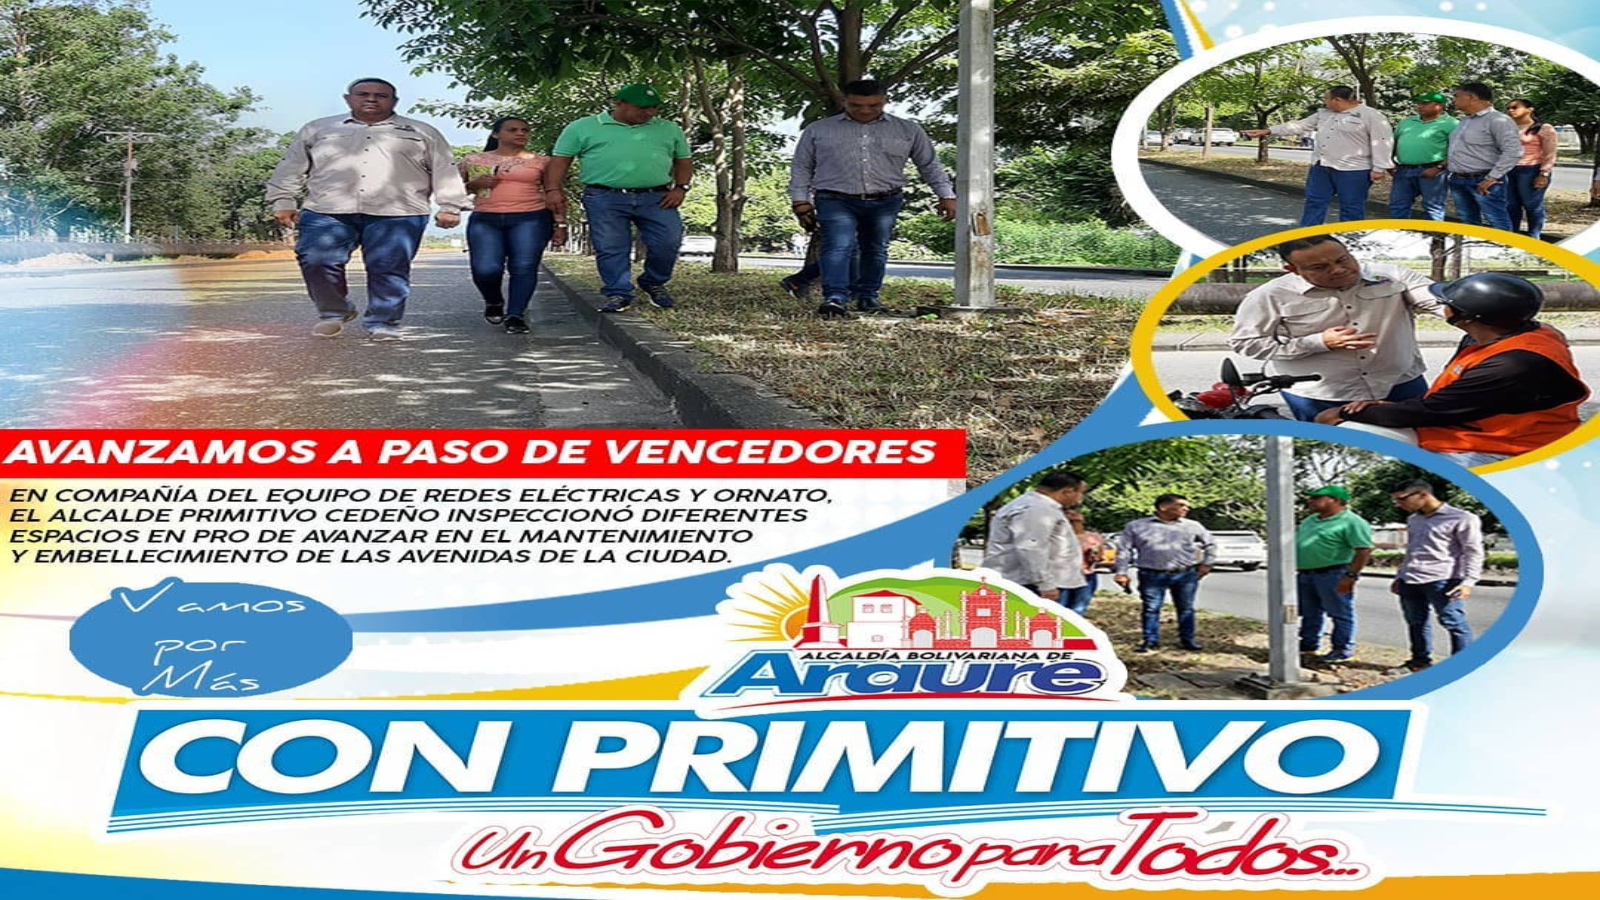 AVANZAMOS A PASO DE VENCEDORES
EN COMPAÑÍA DEL EQUIPO DE REDES ELÉCTRICAS Y ORNATO,
EL ALCALDE PRIMITIVO CEDEÑO INSPECCIONÓ DIFERENTES
ESPACIOS EN PRO DE AVANZAR EN EL MANTENIMIENTO
Y EMBELLECIMIENTO DE LAS AVENIDAS DE LA CIUDAD.
Vamos
por
Más
ALCALDÍA BOLIVARIANA DE
Araure
CON PRIMITIVO
Un Gobierno para Todos...